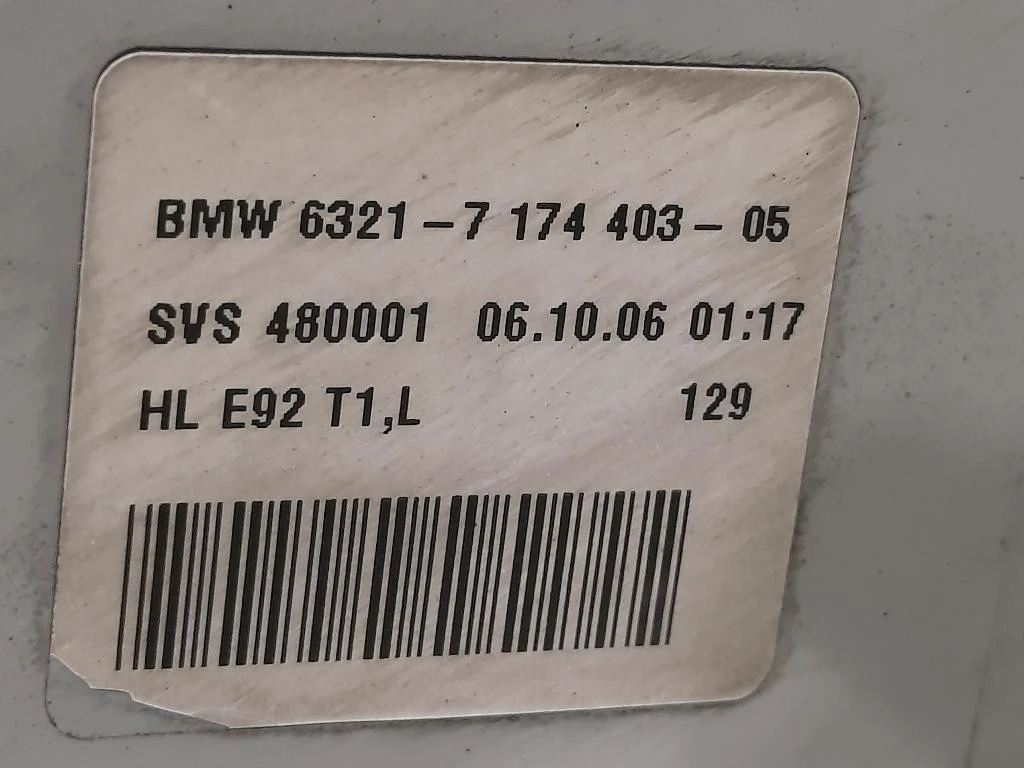 BMW 6321-7 174 403- 05
SVS 480001 06.10.06 01:17
HL E92 T1,L 129